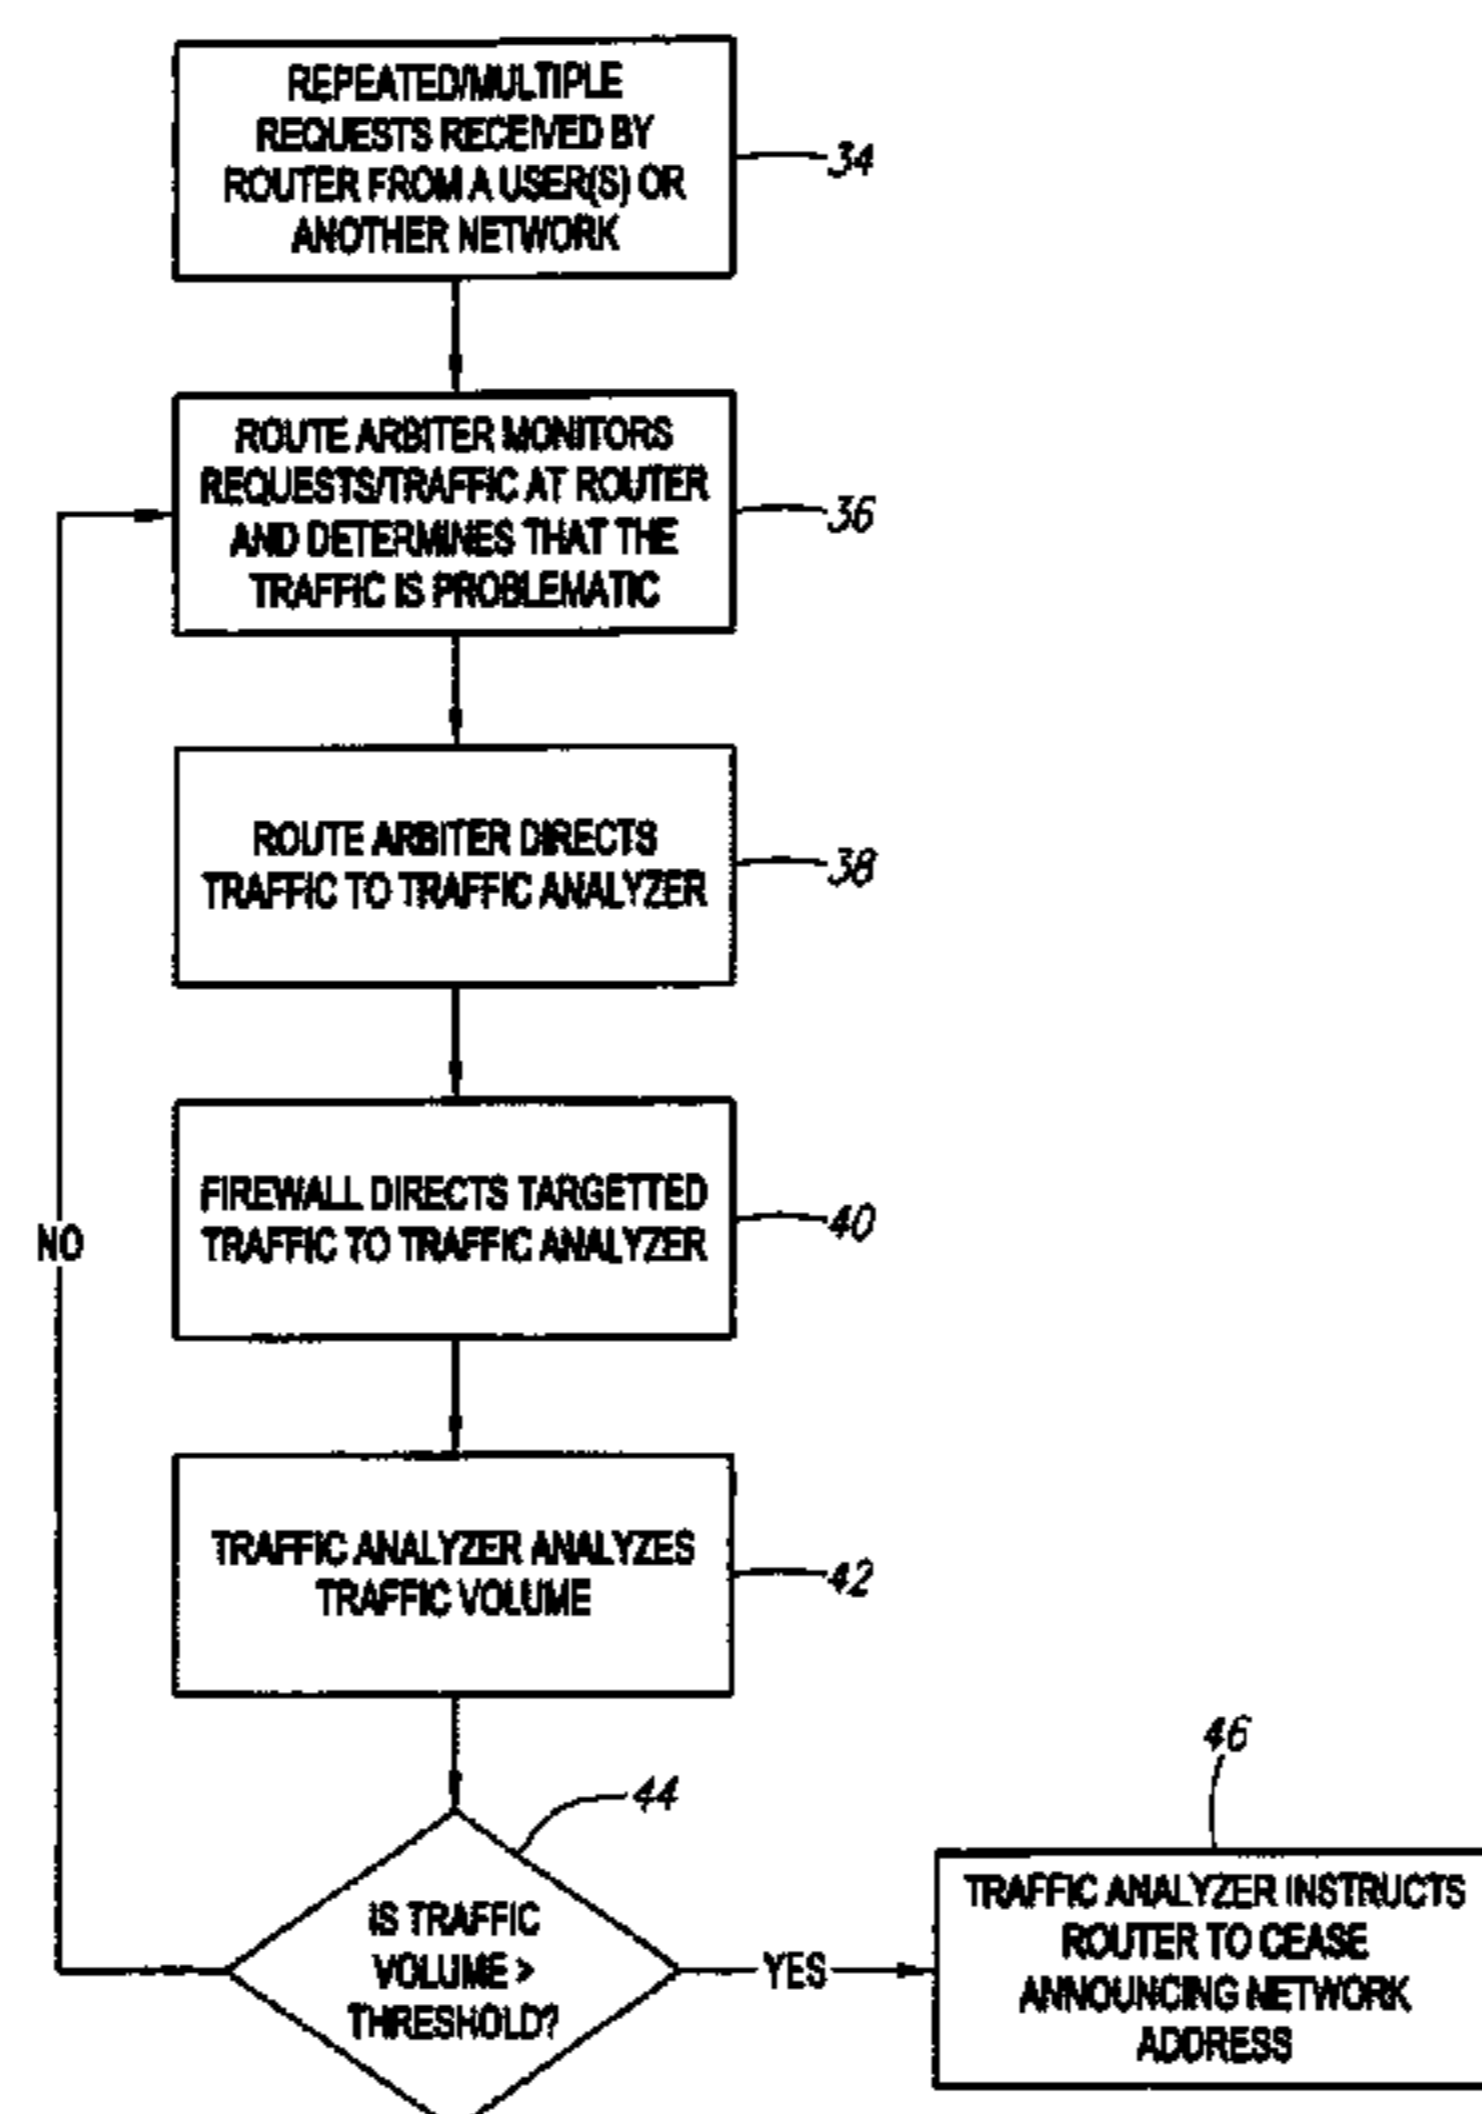 REPEATED/MULTIPLE
REQUESTS RECEIVED BY
ROUTER FROM A USER(S) OR
ANOTHER NETWORK
34
ROUTE ARBITER MONITORS
REQUESTS/TRAFFIC AT ROUTER
AND DETERMINES THAT THE
TRAFFIC IS PROBLEMATIC
36
ROUTE ARBITER DIRECTS
TRAFFIC TO TRAFFIC ANALYZER
38
FIREWALL DIRECTS TARGETTED
TRAFFIC TO TRAFFIC ANALYZER
40
NO
TRAFFIC ANALYZER ANALYZES
TRAFFIC VOLUME
42
44
IS TRAFFIC
VOLUME >
THRESHOLD?
YES
46
TRAFFIC ANALYZER INSTRUCTS
ROUTER TO CEASE
ANNOUNCING NETWORK
ADDRESS